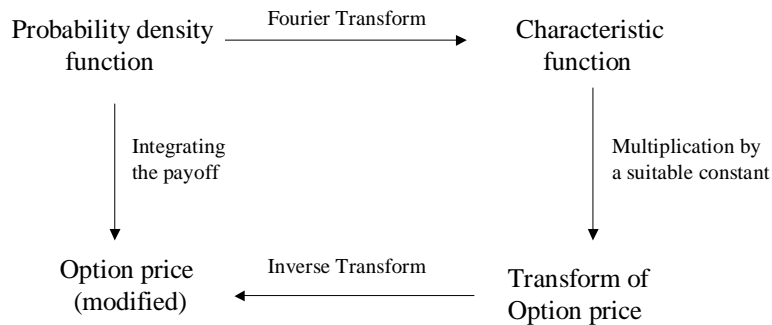 Fourier Transform
Probability density
function
Characteristic
function
Integrating
the payoff
Multiplication by
a suitable constant
Option price
(modified)
Inverse Transform
Transform of
Option price